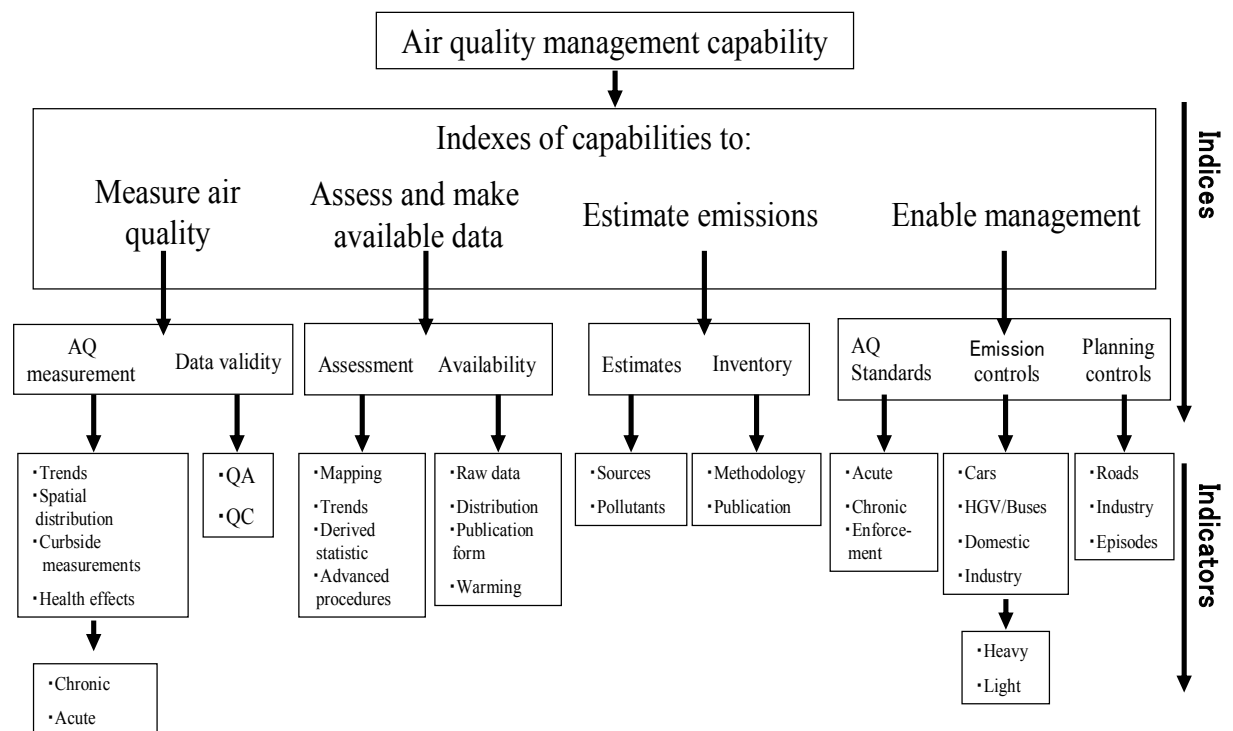 Air quality management capability
Indexes of capabilities to:
Measure air
quality
Assess and make
available data
Estimate emissions
Enable management
Indices
AQ
measurement
Data validity
Assessment
Availability
Estimates
Inventory
AQ
Standards
Emission
controls
Planning
controls
・Trends
・Spatial
distribution
・Curbside
measurements
・Health effects
・QA
・QC
・Mapping
・Trends
・Derived
statistic
・Advanced
procedures
・Raw data
・Distribution
・Publication
form
・Warming
・Sources
・Pollutants
・Methodology
・Publication
・Acute
・Chronic
・Enforce-
ment
・Cars
・HGV/Buses
・Domestic
・Industry
・Roads
・Industry
・Episodes
Indicators
・Chronic
・Acute
・Heavy
・Light